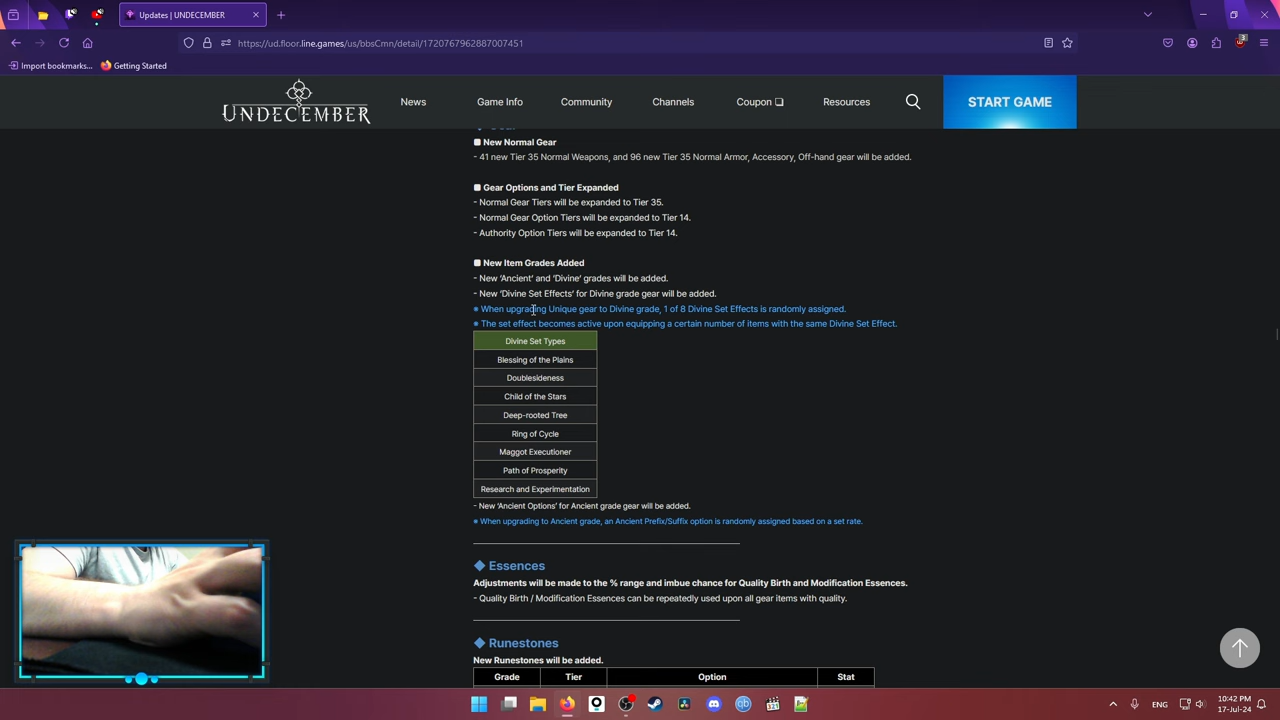 Updates | UNDECEMBER
https://ud.floor.line.games/us/bbsCmn/detail/1720767962887007451
3
Import bookmarks...
Getting Started
UNDECEMBER
News
Game Info
Community
Channels
Coupon
Resources
START GAME
New Normal Gear
- 41 new Tier 35 Normal Weapons, and 96 new Tier 35 Normal Armor, Accessory, Off-hand gear will be added.
Gear Options and Tier Expanded
- Normal Gear Tiers will be expanded to Tier 35.
- Normal Gear Option Tiers will be expanded to Tier 14.
- Authority Option Tiers will be expanded to Tier 14.
New Item Grades Added
- New 'Ancient' and 'Divine' grades will be added.
- New 'Divine Set Effects' for Divine grade gear will be added.
※ When upgrading Unique gear to Divine grade, 1 of 8 Divine Set Effects is randomly assigned.
※ The set effect becomes active upon equipping a certain number of items with the same Divine Set Effect.
Divine Set Types
Blessing of the Plains
Doublesideness
Child of the Stars
Deep-rooted Tree
Ring of Cycle
Maggot Executioner
Path of Prosperity
Research and Experimentation
- New 'Ancient Options' for Ancient grade gear will be added.
※ When upgrading to Ancient grade, an Ancient Prefix/Suffix option is randomly assigned based on a set rate.
Essences
Adjustments will be made to the % range and imbue chance for Quality Birth and Modification Essences.
- Quality Birth / Modification Essences can be repeatedly used upon all gear items with quality.
Runestones
New Runestones will be added.
Grade
Tier
Option
Stat
ENG
10:42 PM
17-Jul-24